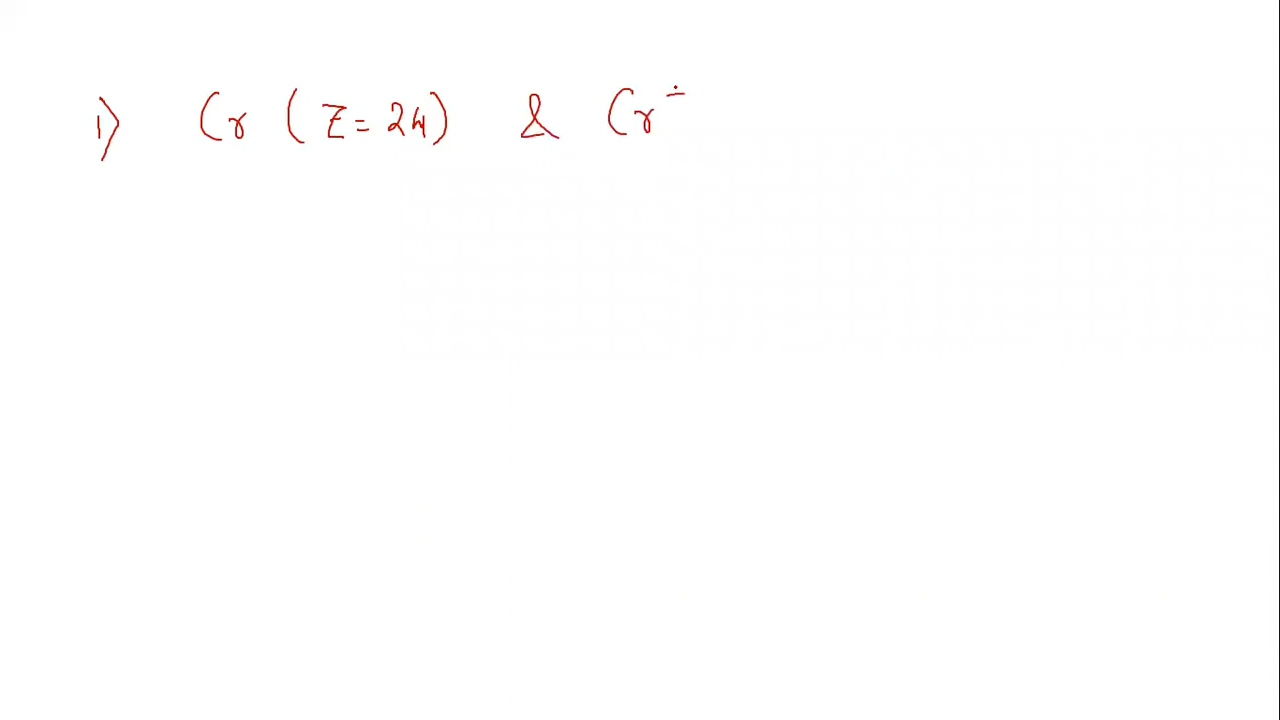 1) Cr (Z = 24) & Cr